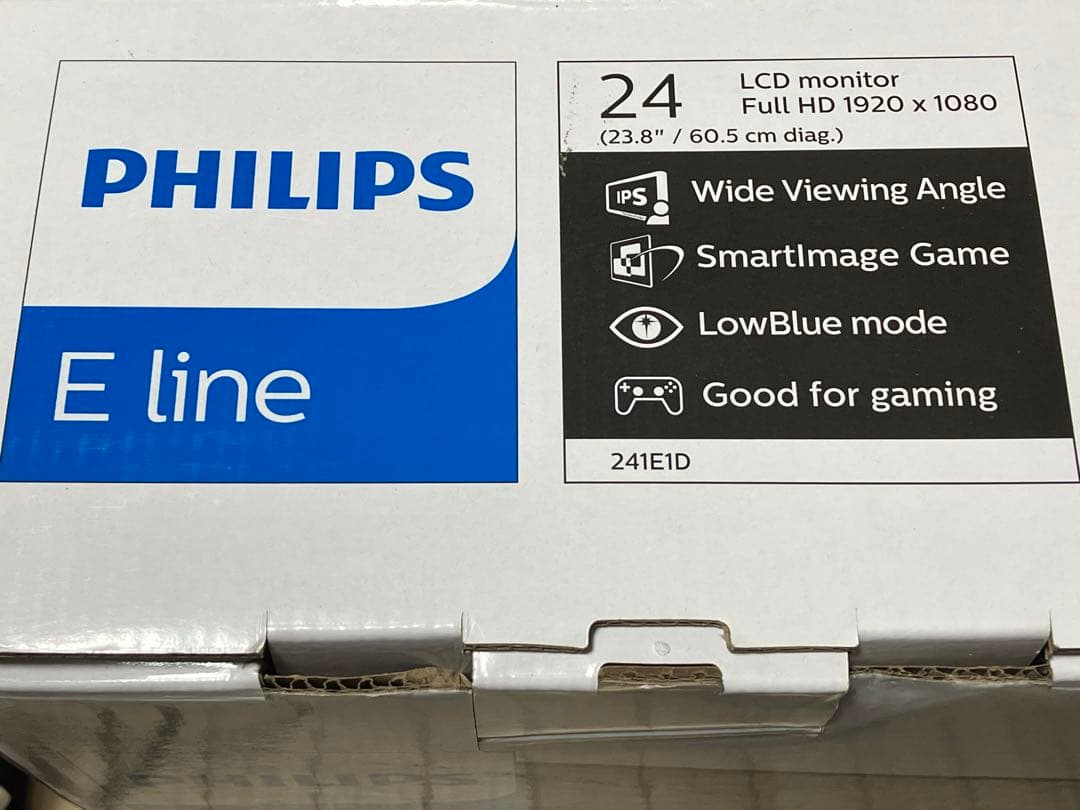 PHILIPS
E line
24
LCD monitor
Full HD 1920 x 1080
(23.8" / 60.5 cm diag.)
IPS
Wide Viewing Angle
SmartImage Game
LowBlue mode
Good for gaming
241E1D
PHILIPS